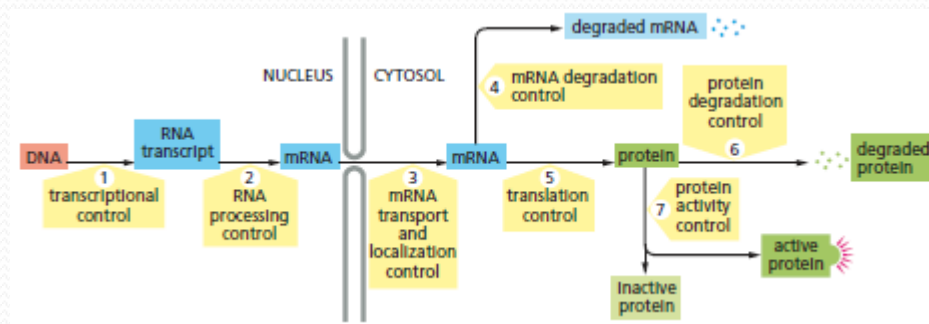 degraded mRNA
NUCLEUS
CYTOSOL
4
mRNA degradation
control
protein
degradation
control
6
DNA
RNA
transcript
mRNA
mRNA
protein
degraded
protein
1
transcriptional
control
2
RNA
processing
control
3
mRNA
transport
and
localization
control
5
translation
control
7
protein
activity
control
active
protein
inactive
protein